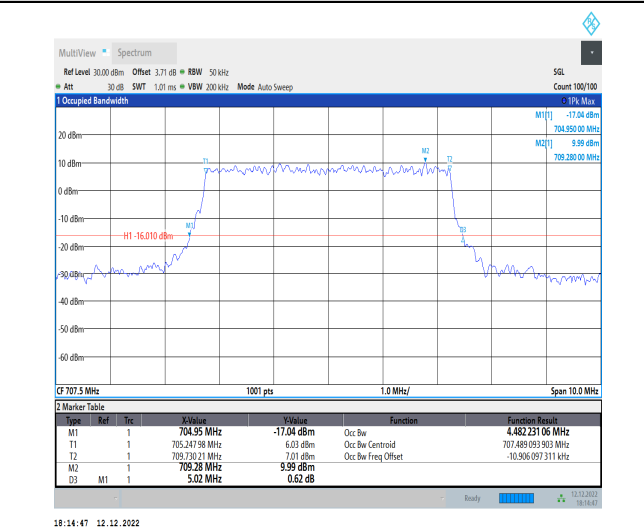 MultiView Spectrum
Ref Level 30.00 dBm Offset 3.71 dB RBW 50 kHz SGL
Att 30 dB SWT 1.01 ms VBW 200 kHz Mode Auto Sweep Count 100/100
1 Occupied Bandwidth 1Pk Max
M1[1] -17.04 dBm
704.950 00 MHz
20 dBm
M2[1] 9.99 dBm
709.280 00 MHz
M2
T1 T2
10 dBm
0 dBm
-10 dBm
M1
D3
H1 -16.010 dBm
-20 dBm
-30 dBm
-40 dBm
-50 dBm
-60 dBm
CF 707.5 MHz 1001 pts 1.0 MHz/ Span 10.0 MHz
2 Marker Table
Type Ref Trc X-Value Y-Value Function Function Result
M1 1 704.95 MHz -17.04 dBm Occ Bw 4.482 231 06 MHz
T1 1 705.247 98 MHz 6.03 dBm Occ Bw Centroid 707.489 093 903 MHz
T2 1 709.730 21 MHz 7.01 dBm Occ Bw Freq Offset -10.906 097 311 kHz
M2 1 709.28 MHz 9.99 dBm
D3 M1 1 5.02 MHz 0.62 dB
Ready 12.12.2022
18:14:47
18:14:47 12.12.2022